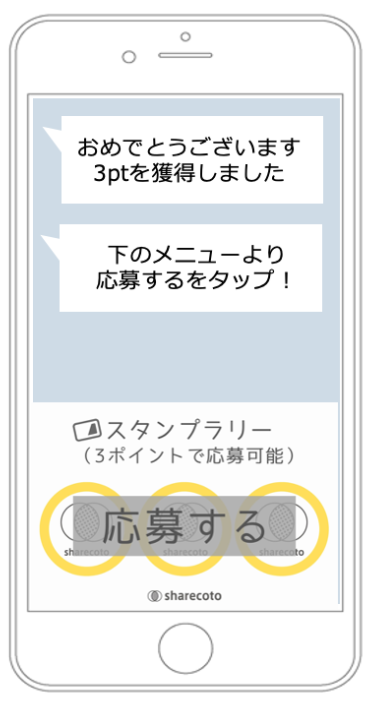 おめでとうございます
3ptを獲得しました
下のメニューより
応募するをタップ！
スタンプラリー
（3ポイントで応募可能）
応募する
sharecoto sharecoto sharecoto
sharecoto